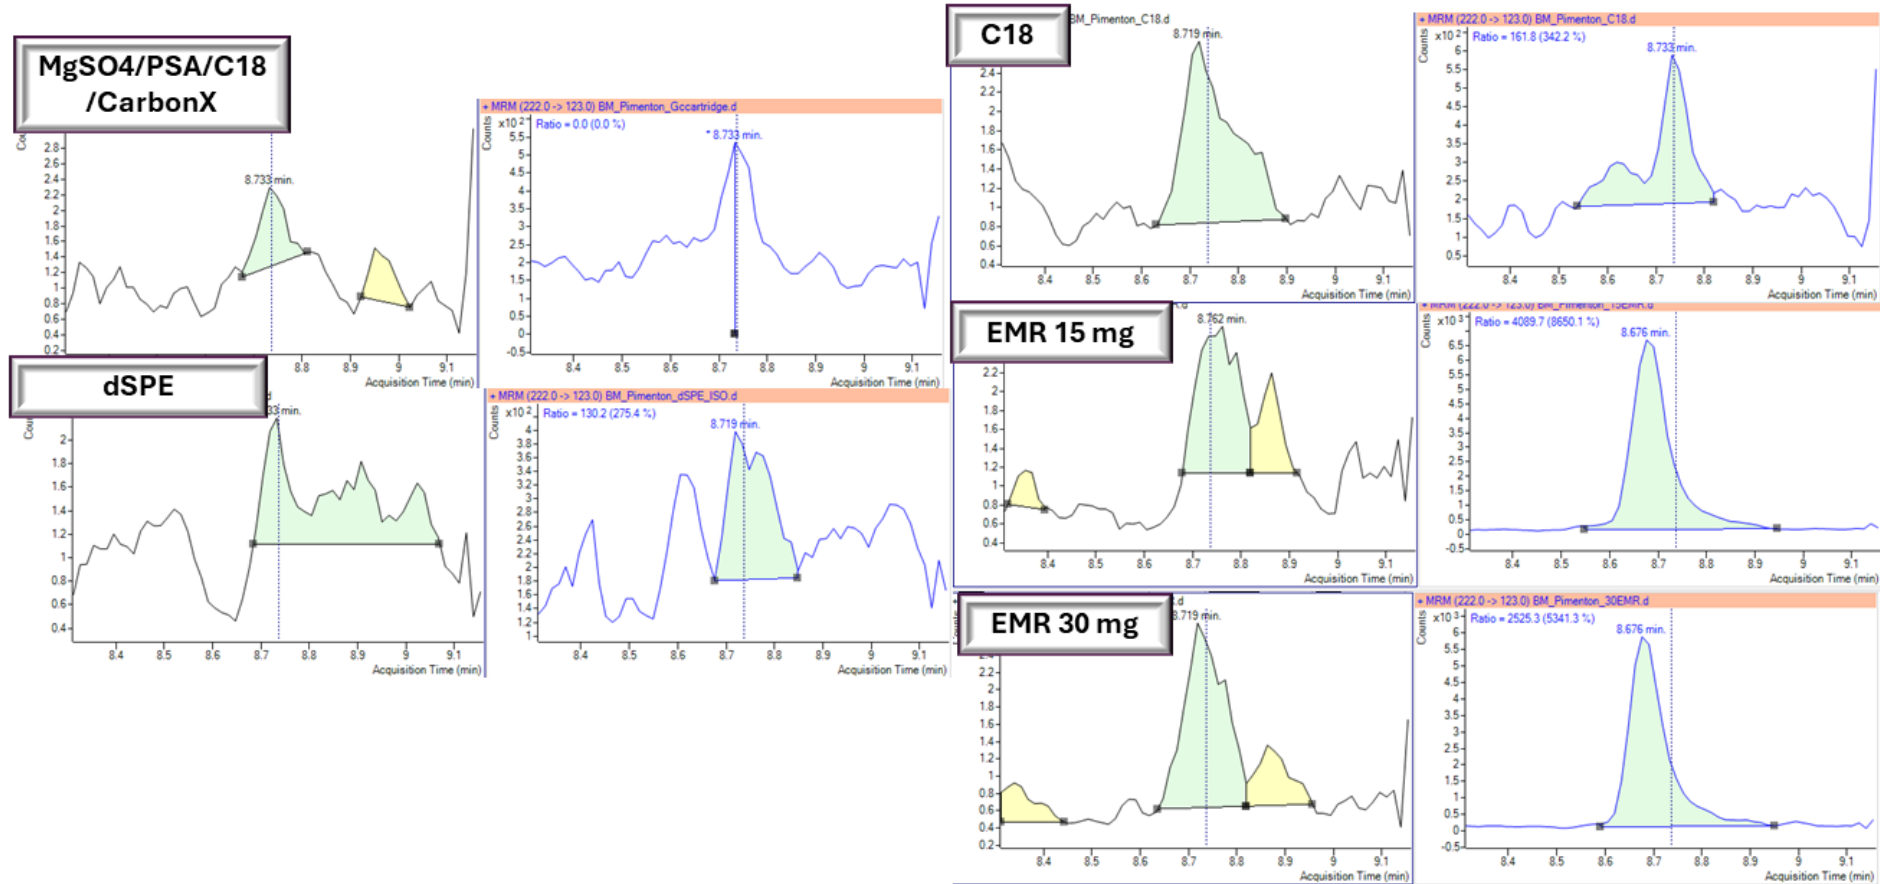 MgSO4/PSA/C18
/CarbonX
8.733 min.
2.8
2.6
2.4
2.2
2
1.8
1.6
1.4
1.2
1
0.8
0.6
0.4
0.2
8.8 8.9 9 9.1
Acquisition Time (min)
+ MRM (222.0 -> 123.0) BM_Pimenton_Gccartridge.d
Counts
x10 2
Ratio = 0.0 (0.0 %)
* 8.733 min.
5.5
5
4.5
4
3.5
3
2.5
2
1.5
1
0.5
0
-0.5
8.4 8.5 8.6 8.7 8.8 8.9 9 9.1
Acquisition Time (min)
C18
BM_Pimenton_C18.d
8.719 min.
2.4
2.2
2
1.8
1.6
1.4
1.2
1
0.8
0.6
0.4
8.4 8.5 8.6 8.7 8.8 8.9 9 9.1
Acquisition Time (min)
+ MRM (222.0 -> 123.0) BM_Pimenton_C18.d
Counts
x10 2
Ratio = 161.8 (342.2 %)
8.733 min.
6
5.5
5
4.5
4
3.5
3
2.5
2
1.5
1
0.5
8.4 8.5 8.6 8.7 8.8 8.9 9 9.1
Acquisition Time (min)
dSPE
33 min.
2
1.8
1.6
1.4
1.2
1
0.8
0.6
0.4
8.4 8.5 8.6 8.7 8.8 8.9 9 9.1
Acquisition Time (min)
+ MRM (222.0 -> 123.0) BM_Pimenton_dSPE_ISO.d
Counts
x10 2
Ratio = 130.2 (275.4 %)
8.719 min.
4
3.8
3.6
3.4
3.2
3
2.8
2.6
2.4
2.2
2
1.8
1.6
1.4
1.2
1
8.4 8.5 8.6 8.7 8.8 8.9 9 9.1
Acquisition Time (min)
EMR 15 mg
8.762 min.
2.2
2
1.8
1.6
1.4
1.2
1
0.8
0.6
0.4
8.4 8.5 8.6 8.7 8.8 8.9 9 9.1
Acquisition Time (min)
+ MRM (222.0 -> 123.0) BM_Pimenton_15EMR.d
Counts
x10 3
Ratio = 4089.7 (8650.1 %)
8.676 min.
6.5
6
5.5
5
4.5
4
3.5
3
2.5
2
1.5
1
0.5
0
-0.5
8.4 8.5 8.6 8.7 8.8 8.9 9 9.1
Acquisition Time (min)
EMR 30 mg
.d
8.719 min.
2.4
2.2
2
1.8
1.6
1.4
1.2
1
0.8
0.6
0.4
0.2
8.4 8.5 8.6 8.7 8.8 8.9 9 9.1
Acquisition Time (min)
+ MRM (222.0 -> 123.0) BM_Pimenton_30EMR.d
Counts
x10 3
Ratio = 2525.3 (5341.3 %)
8.676 min.
6
5.5
5
4.5
4
3.5
3
2.5
2
1.5
1
0.5
0
-0.5
8.4 8.5 8.6 8.7 8.8 8.9 9 9.1
Acquisition Time (min)